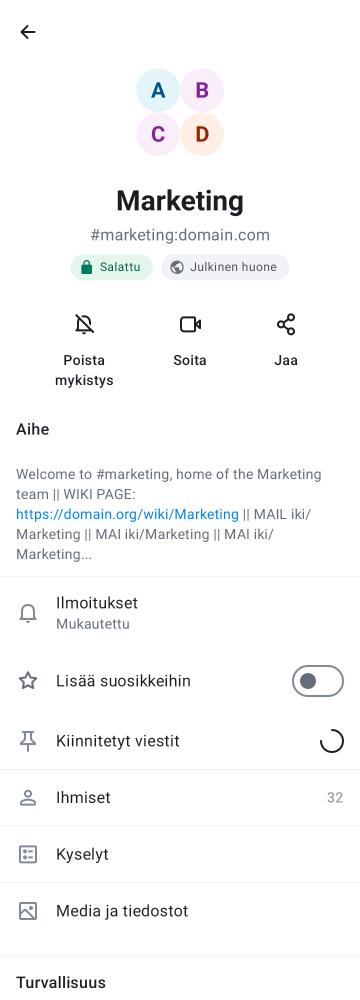 A B
C D
Marketing
#marketing:domain.com
Salattu Julkinen huone
Poista mykistys
Soita
Jaa
Aihe
Welcome to #marketing, home of the Marketing
team || WIKI PAGE:
https://domain.org/wiki/Marketing || MAIL iki/
Marketing || MAI iki/Marketing || MAI iki/
Marketing...
Ilmoitukset
Mukautettu
Lisää suosikkeihin
Kiinnitetyt viestit
Ihmiset 32
Kyselyt
Media ja tiedostot
Turvallisuus